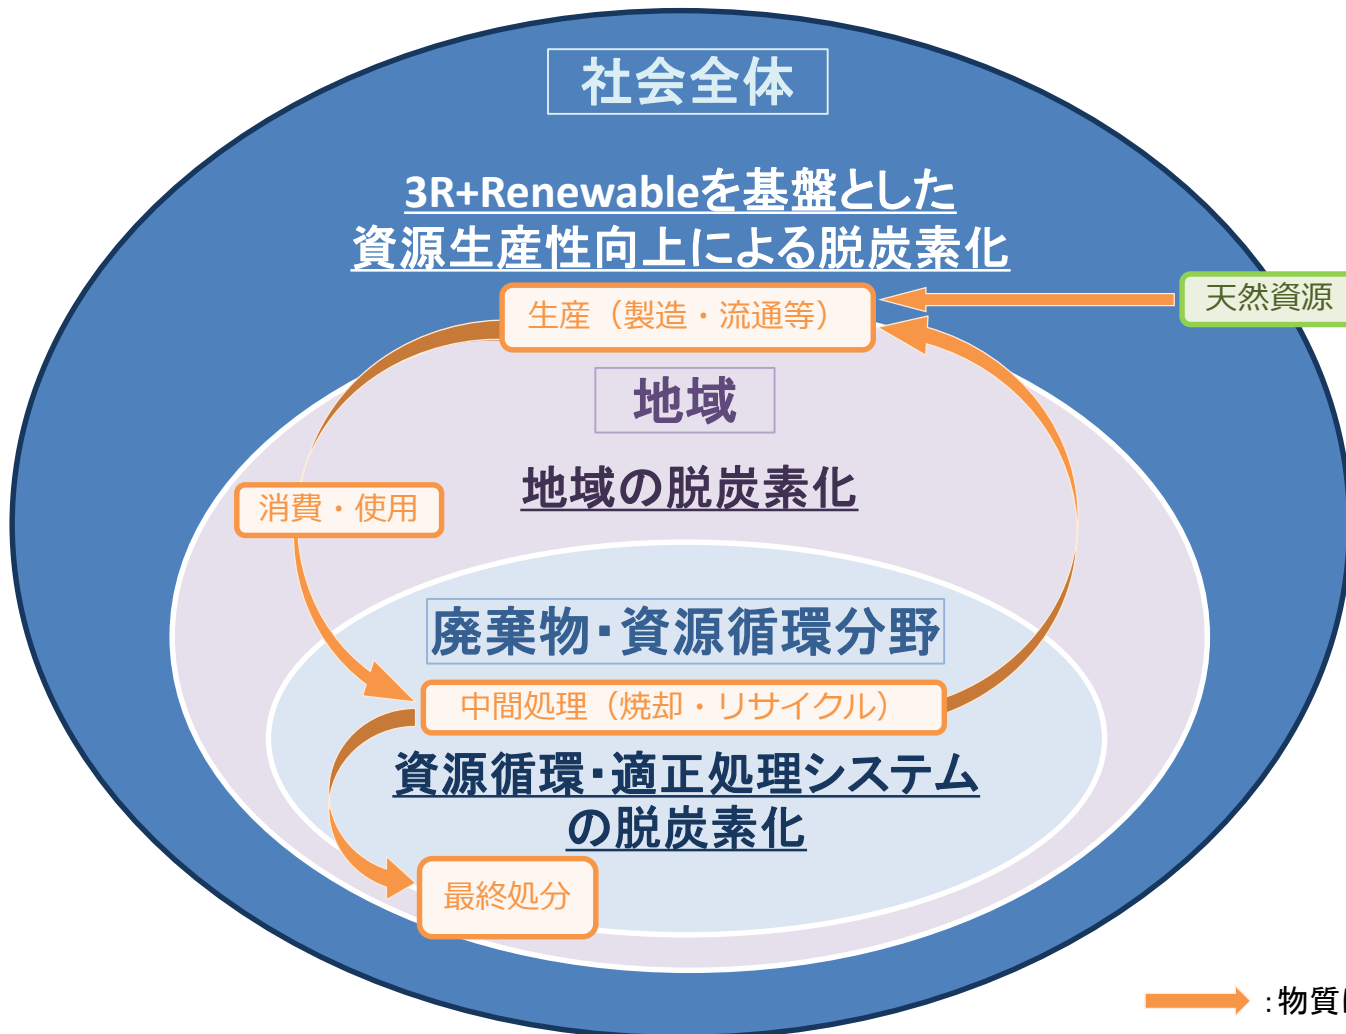 社会全体
3R+Renewableを基盤とした
資源生産性向上による脱炭素化
生産（製造・流通等）
天然資源
地域
地域の脱炭素化
消費・使用
廃棄物・資源循環分野
中間処理（焼却・リサイクル）
資源循環・適正処理システム
の脱炭素化
最終処分
：物質